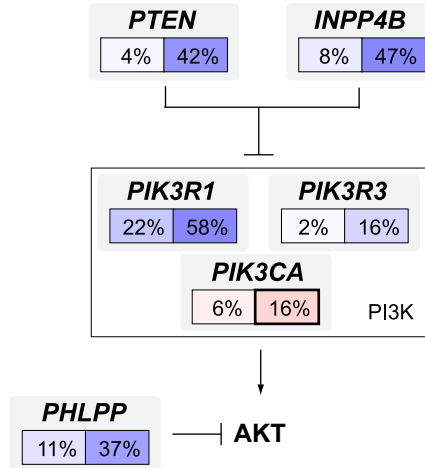 PTEN INPP4B
4% 42% 8% 47%
PIK3R1 PIK3R3
22% 58% 2% 16%
PIK3CA
6% 16%
PI3K
PHLPP
11% 37%
AKT